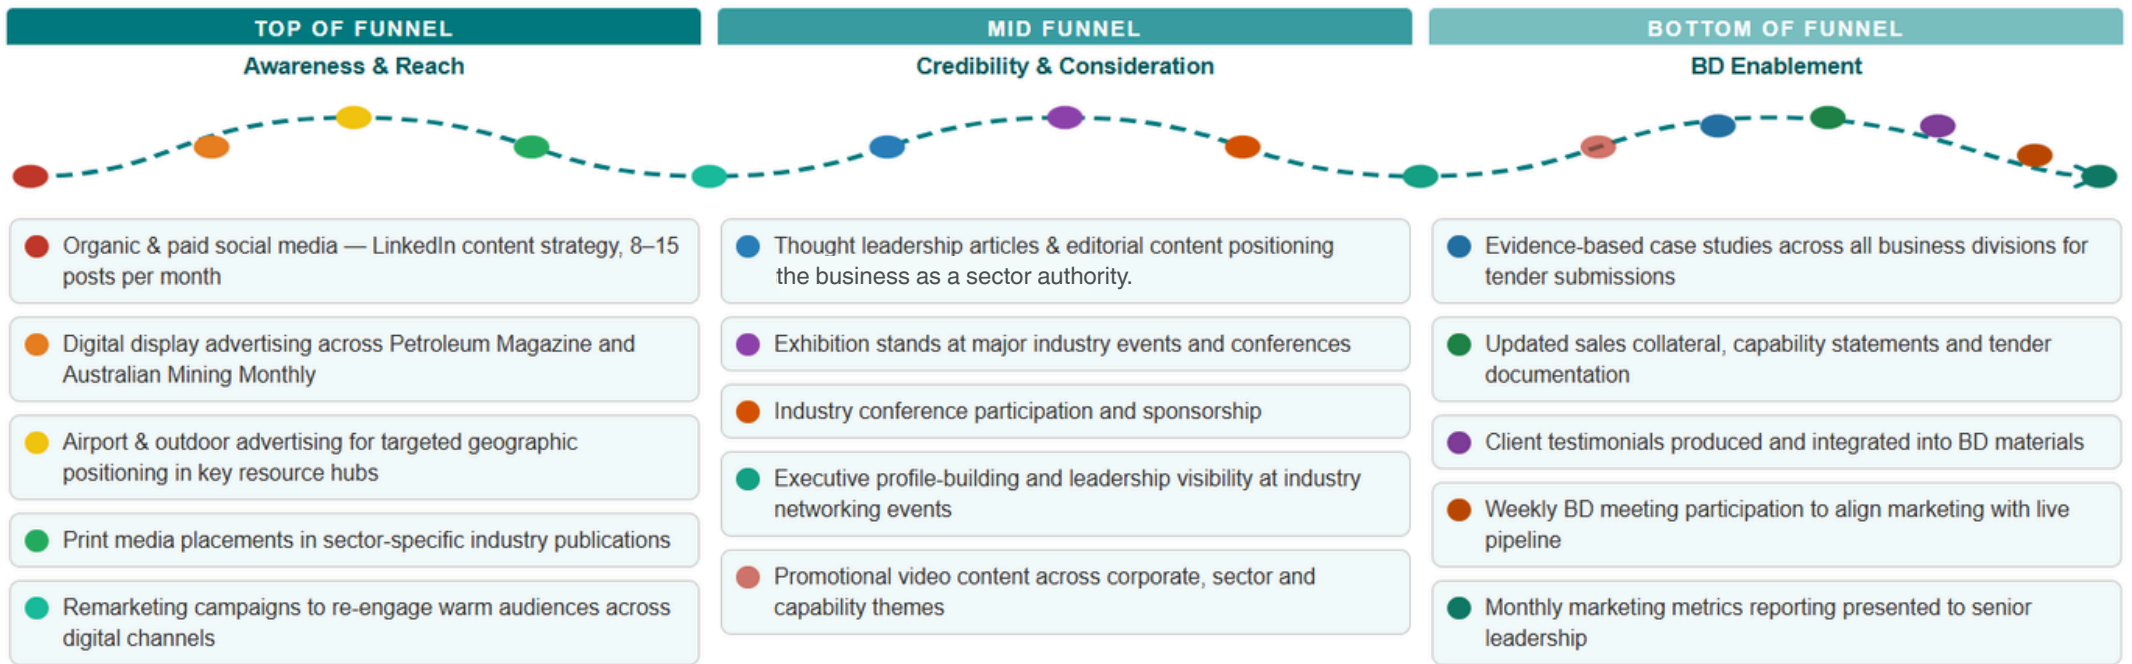 TOP OF FUNNEL
Awareness & Reach
Organic & paid social media — LinkedIn content strategy, 8–15
posts per month
Digital display advertising across Petroleum Magazine and
Australian Mining Monthly
Airport & outdoor advertising for targeted geographic
positioning in key resource hubs
Print media placements in sector-specific industry publications
Remarketing campaigns to re-engage warm audiences across
digital channels
MID FUNNEL
Credibility & Consideration
Thought leadership articles & editorial content positioning
the business as a sector authority.
Exhibition stands at major industry events and conferences
Industry conference participation and sponsorship
Executive profile-building and leadership visibility at industry
networking events
Promotional video content across corporate, sector and
capability themes
BOTTOM OF FUNNEL
BD Enablement
Evidence-based case studies across all business divisions for
tender submissions
Updated sales collateral, capability statements and tender
documentation
Client testimonials produced and integrated into BD materials
Weekly BD meeting participation to align marketing with live
pipeline
Monthly marketing metrics reporting presented to senior
leadership